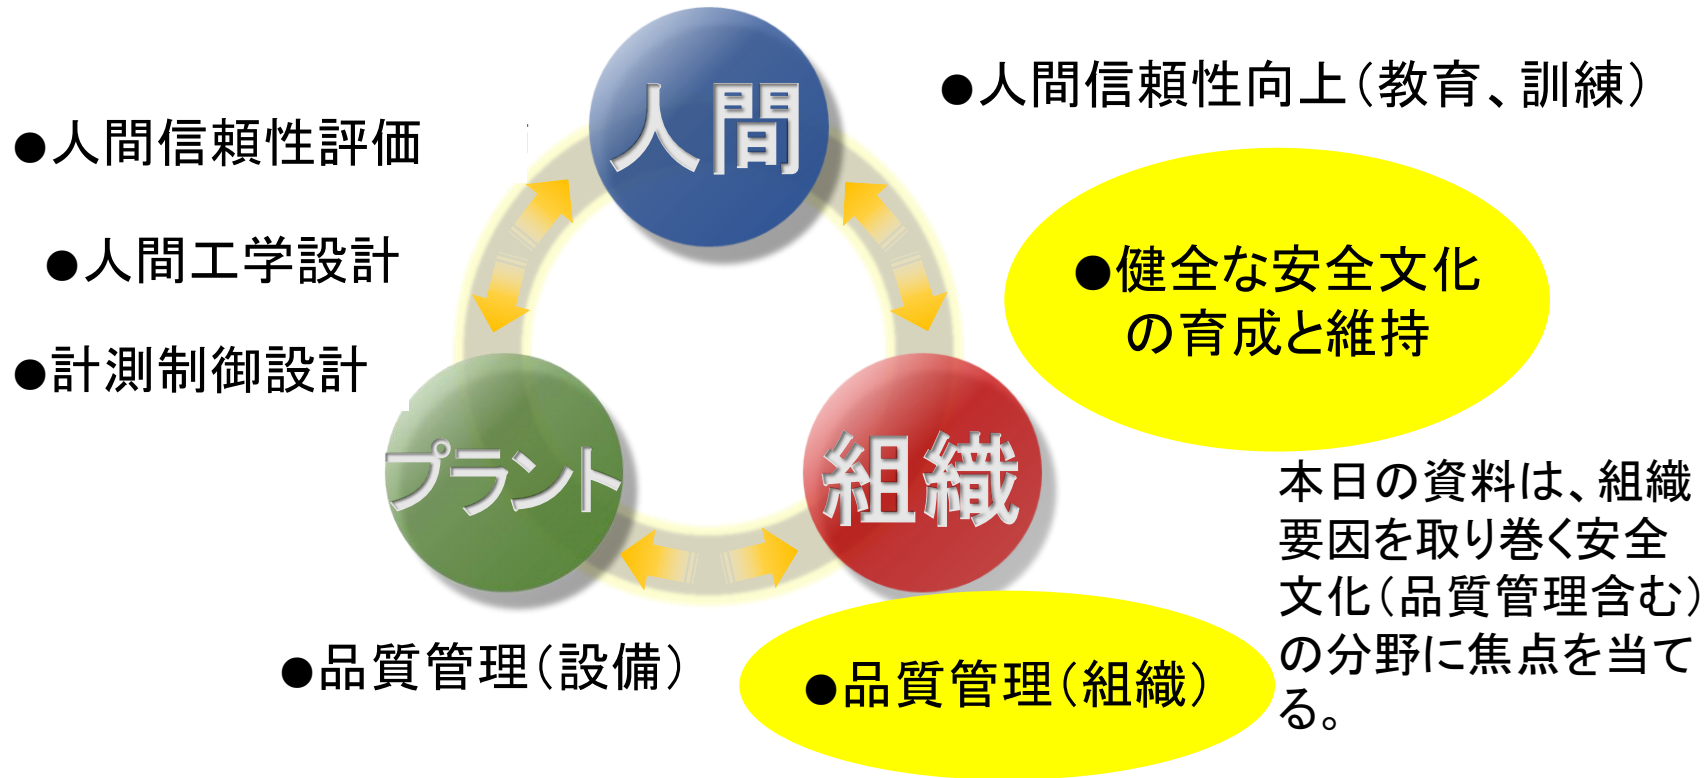 人間
●人間信頼性向上（教育、訓練）
●人間信頼性評価
●人間工学設計
●健全な安全文化
の育成と維持
●計測制御設計
プラント
組織
本日の資料は、組織
要因を取り巻く安全
文化（品質管理含む）
の分野に焦点を当て
る。
●品質管理（設備）
●品質管理（組織）